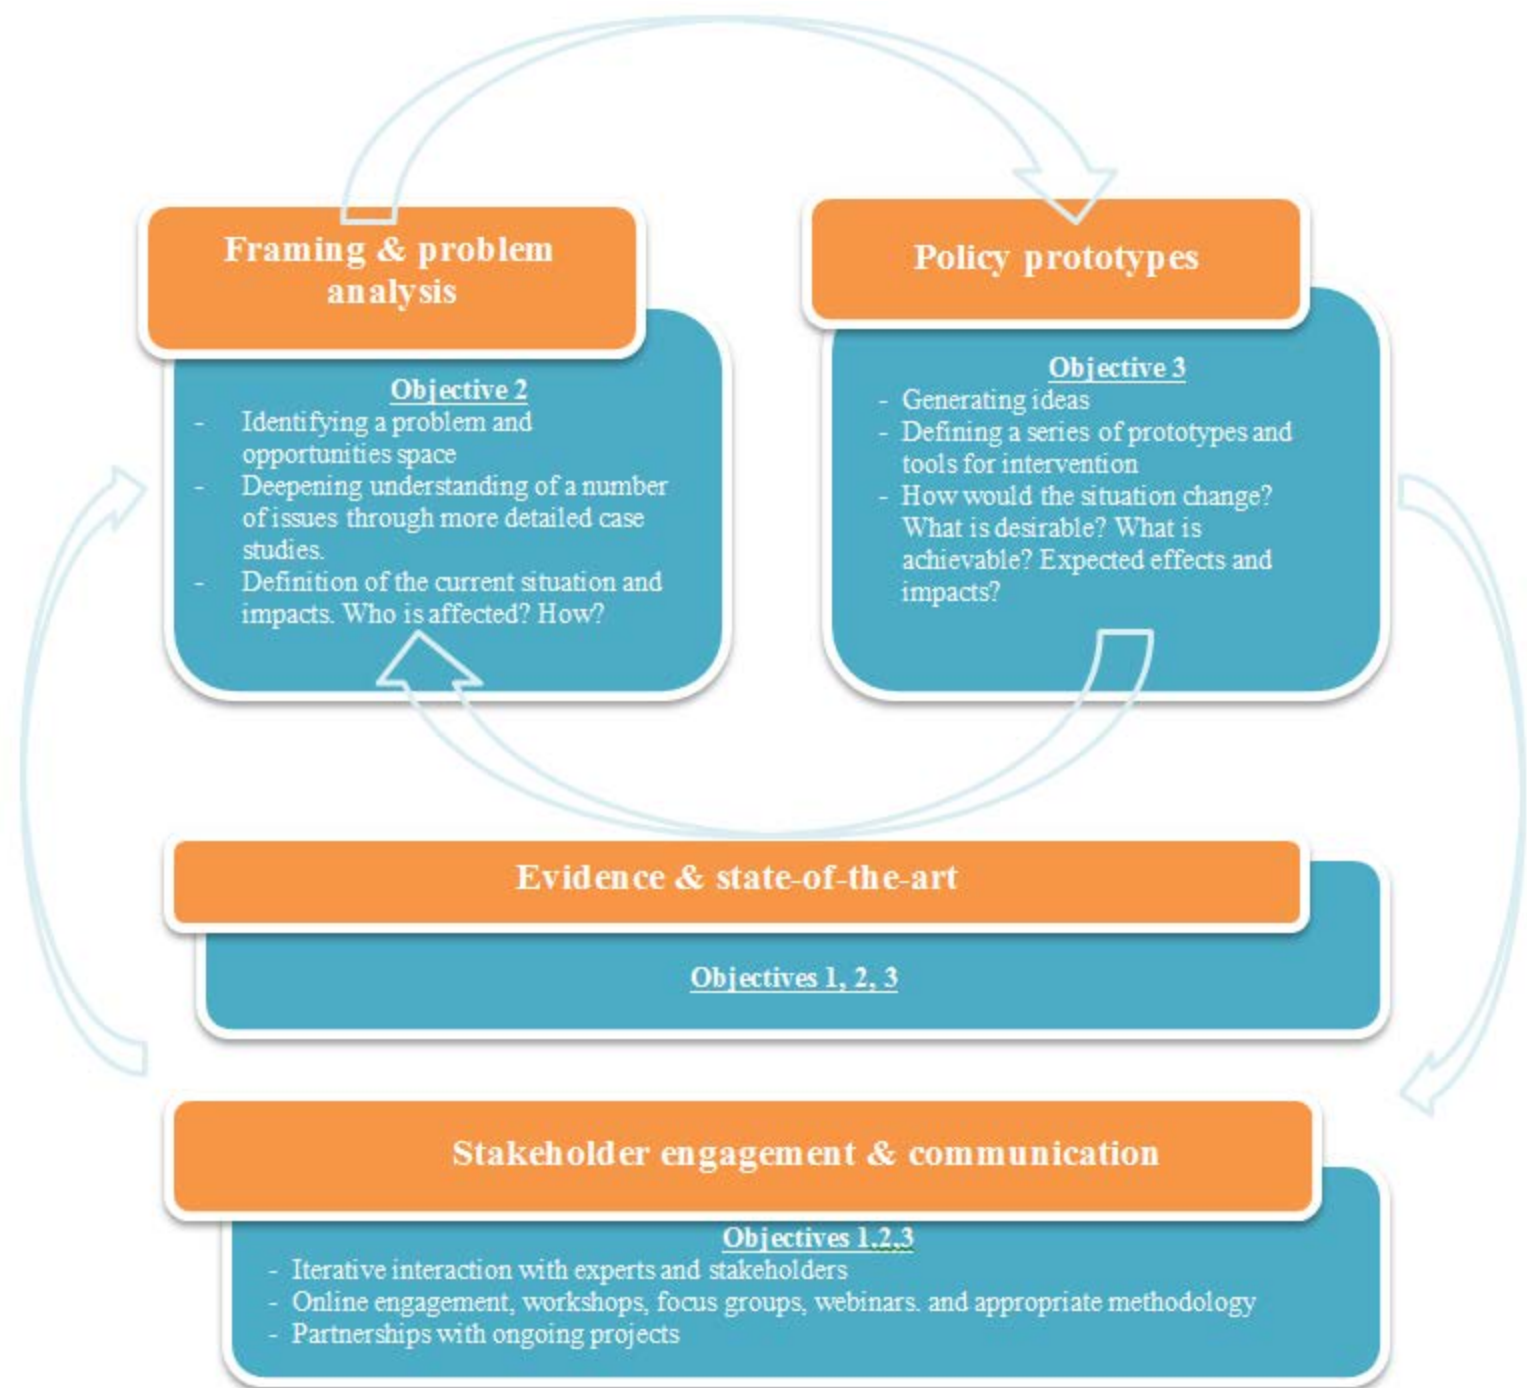 Framing & problem
analysis
Objective 2
- Identifying a problem and
opportunities space
- Deepening understanding of a number
of issues through more detailed case
studies.
- Definition of the current situation and
impacts. Who is affected? How?
Policy prototypes
Objective 3
- Generating ideas
- Defining a series of prototypes and
tools for intervention
- How would the situation change?
What is desirable? What is
achievable? Expected effects and
impacts?
Evidence & state-of-the-art
Objectives 1, 2, 3
Stakeholder engagement & communication
Objectives 1,2,3
- Iterative interaction with experts and stakeholders
- Online engagement, workshops, focus groups, webinars. and appropriate methodology
- Partnerships with ongoing projects